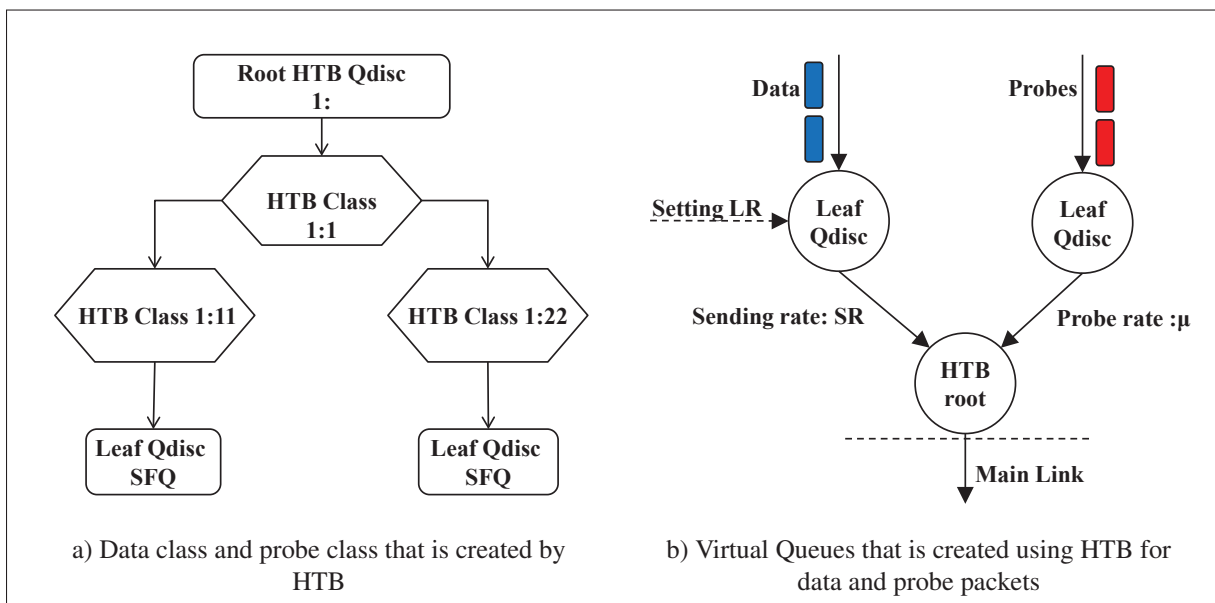 Root HTB Qdisc
1:
HTB Class
1:1
HTB Class 1:11
HTB Class 1:22
Leaf Qdisc
SFQ
Leaf Qdisc
SFQ
a) Data class and probe class that is created by
HTB
Data
Probes
Setting LR
Leaf
Qdisc
Leaf
Qdisc
Sending rate: SR
Probe rate :μ
HTB
root
Main Link
b) Virtual Queues that is created using HTB for
data and probe packets